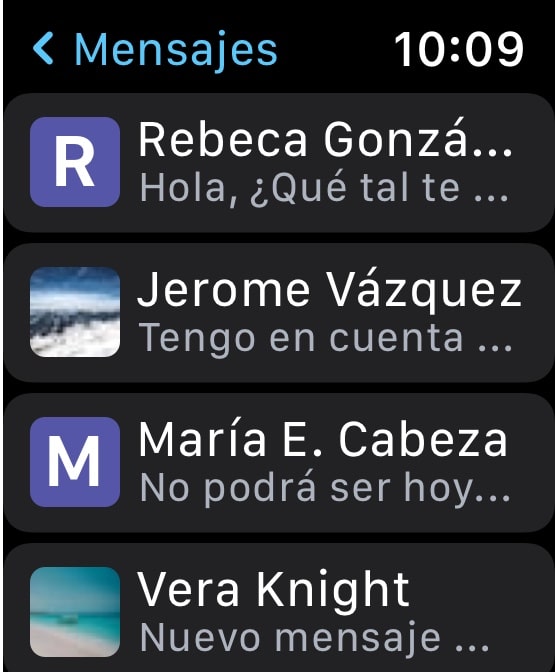 Mensajes 10:09
R
Rebeca Gonzá...
Hola, ¿Qué tal te ...
Jerome Vázquez
Tengo en cuenta ...
M
María E. Cabeza
No podrá ser hoy...
Vera Knight
Nuevo mensaje ...